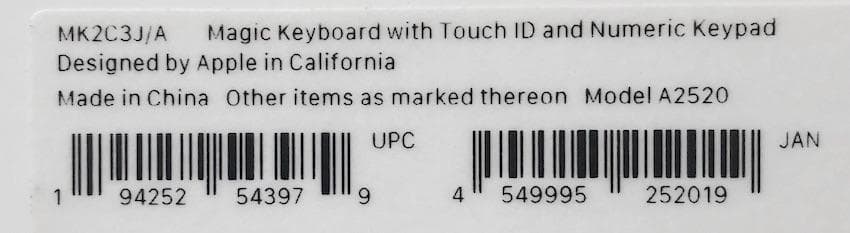 MK2C3J/A Magic Keyboard with Touch ID and Numeric Keypad
Designed by Apple in California
Made in China Other items as marked thereon Model A2520
UPC JAN
1 94252 54397 9 4 549995 252019